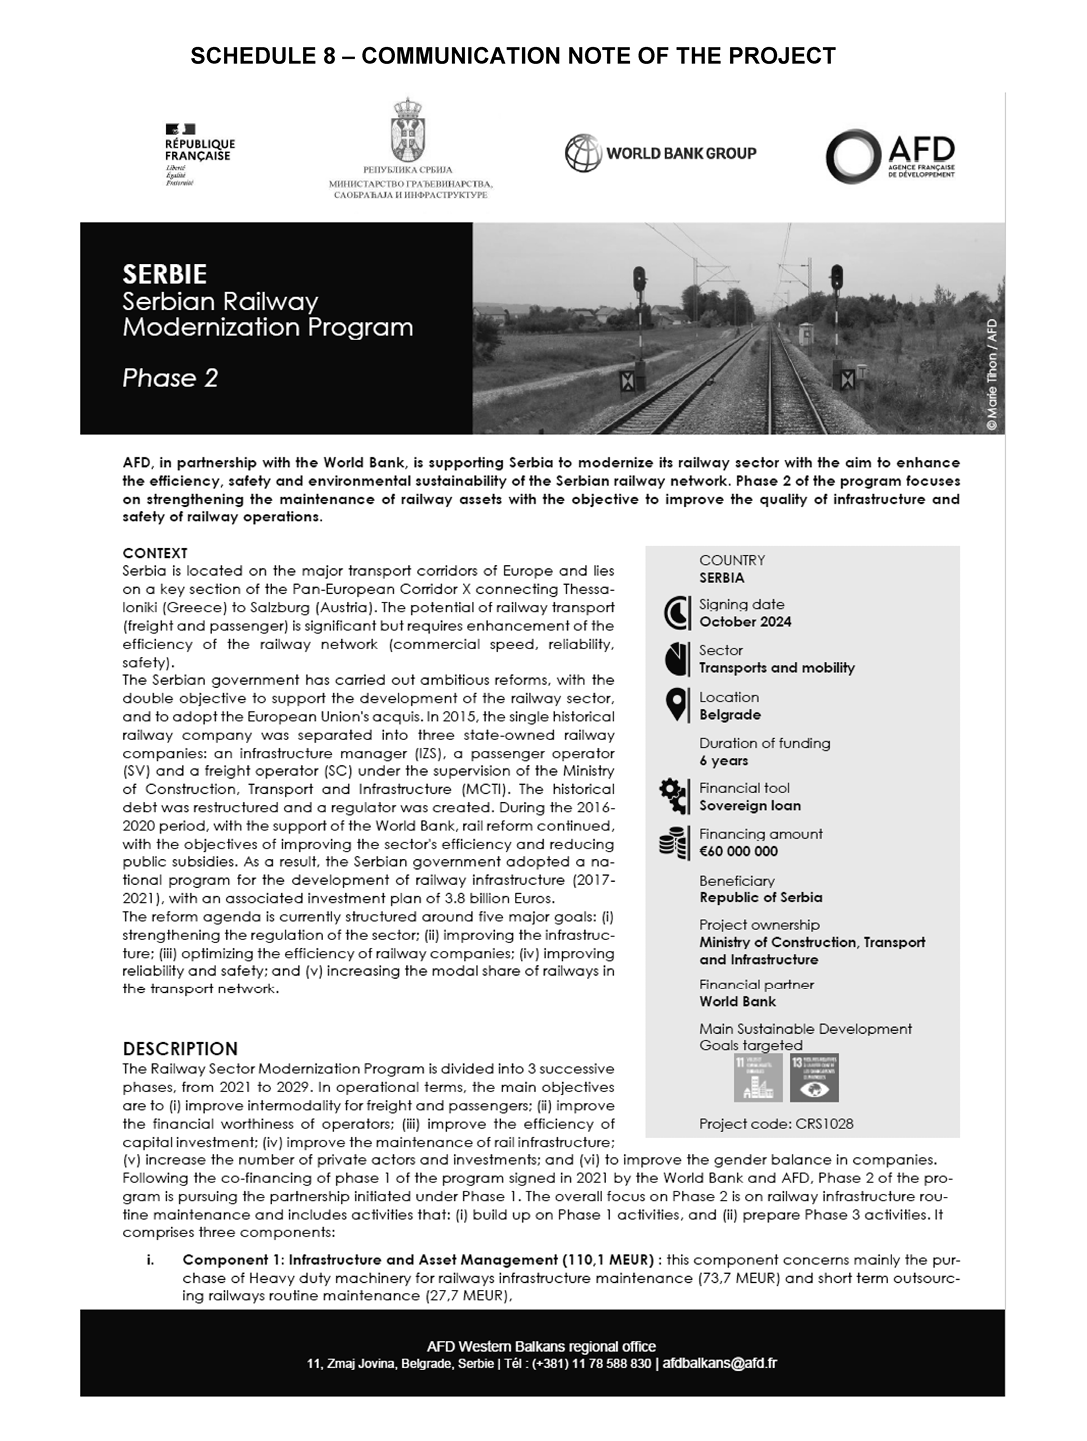 SCHEDULE 8 – COMMUNICATION NOTE OF THE PROJECT
RÉPUBLIQUE
FRANÇAISE
Liberté
Égalité
Fraternité
РЕПУБЛИКА СРБИЈА
МИНИСТАРСТВО ГРАЂЕВИНАРСТВА,
САОБРАЋАЈА И ИНФРАСТРУКТУРЕ
WORLD BANK GROUP
AFD
AGENCE FRANÇAISE
DE DÉVELOPPEMENT
SERBIE
Serbian Railway
Modernization Program
Phase 2
© Marie Tihon / AFD
AFD, in partnership with the World Bank, is supporting Serbia to modernize its railway sector with the aim to enhance
the efficiency, safety and environmental sustainability of the Serbian railway network. Phase 2 of the program focuses
on strengthening the maintenance of railway assets with the objective to improve the quality of infrastructure and
safety of railway operations.
CONTEXT
Serbia is located on the major transport corridors of Europe and lies
on a key section of the Pan-European Corridor X connecting Thessa-
loniki (Greece) to Salzburg (Austria). The potential of railway transport
(freight and passenger) is significant but requires enhancement of the
efficiency of the railway network (commercial speed, reliability,
safety).
The Serbian government has carried out ambitious reforms, with the
double objective to support the development of the railway sector,
and to adopt the European Union's acquis. In 2015, the single historical
railway company was separated into three state-owned railway
companies: an infrastructure manager (IZS), a passenger operator
(SV) and a freight operator (SC) under the supervision of the Ministry
of Construction, Transport and Infrastructure (MCTI). The historical
debt was restructured and a regulator was created. During the 2016-
2020 period, with the support of the World Bank, rail reform continued,
with the objectives of improving the sector's efficiency and reducing
public subsidies. As a result, the Serbian government adopted a na-
tional program for the development of railway infrastructure (2017-
2021), with an associated investment plan of 3.8 billion Euros.
The reform agenda is currently structured around five major goals: (i)
strengthening the regulation of the sector; (ii) improving the infrastruc-
ture; (iii) optimizing the efficiency of railway companies; (iv) improving
reliability and safety; and (v) increasing the modal share of railways in
the transport network.
COUNTRY
SERBIA
Signing date
October 2024
Sector
Transports and mobility
Location
Belgrade
Duration of funding
6 years
Financial tool
Sovereign loan
Financing amount
€60 000 000
Beneficiary
Republic of Serbia
Project ownership
Ministry of Construction, Transport
and Infrastructure
Financial partner
World Bank
Main Sustainable Development
Goals targeted
11
13
Project code: CRS1028
DESCRIPTION
The Railway Sector Modernization Program is divided into 3 successive
phases, from 2021 to 2029. In operational terms, the main objectives
are to (i) improve intermodality for freight and passengers; (ii) improve
the financial worthiness of operators; (iii) improve the efficiency of
capital investment; (iv) improve the maintenance of rail infrastructure;
(v) increase the number of private actors and investments; and (vi) to improve the gender balance in companies.
Following the co-financing of phase 1 of the program signed in 2021 by the World Bank and AFD, Phase 2 of the pro-
gram is pursuing the partnership initiated under Phase 1. The overall focus on Phase 2 is on railway infrastructure rou-
tine maintenance and includes activities that: (i) build up on Phase 1 activities, and (ii) prepare Phase 3 activities. It
comprises three components:
i. Component 1: Infrastructure and Asset Management (110,1 MEUR) : this component concerns mainly the pur-
chase of Heavy duty machinery for railways infrastructure maintenance (73,7 MEUR) and short term outsourc-
ing railways routine maintenance (27,7 MEUR),
AFD Western Balkans regional office
11, Zmaj Jovina, Belgrade, Serbie | Tél : (+381) 11 78 588 830 | afdbalkans@afd.fr